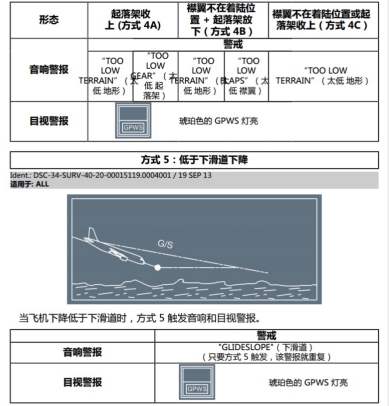 形态
起落架收
上 (方式 4A)
襟翼不在着陆位
置 + 起落架放
下 ( 方式 4B )
襟翼不在着陆位置或起
落架收上 ( 方式 4C )
警戒
音响警报
"TOO
LOW
TERRAIN" ( 太
低 地形 )
"TOO
LOW
GEAR" ( 太
低 起
落架 )
"TOO
LOW
TERRAIN" (
低 地形 )
"TOO
LOW
LAPS" ( 太
低 襟翼 )
"TOO LOW
TERRAIN" ( 太低 地形 )
目视警报
GPWS
琥珀色的 GPWS 灯亮
方式 5 : 低于下滑道下降
Ident.: DSC-34-SURV-40-20-00015119.0004001 / 19 SEP 13
适用于: ALL
G/S
当飞机下降低于下滑道时 , 方式 5 触发音响和目视警报。
警戒
音响警报
"GLIDESLOPE" ( 下滑道 )
( 只要方式 5 触发 , 该警报就重复 )
目视警报
GPWS
琥珀色的 GPWS 灯亮